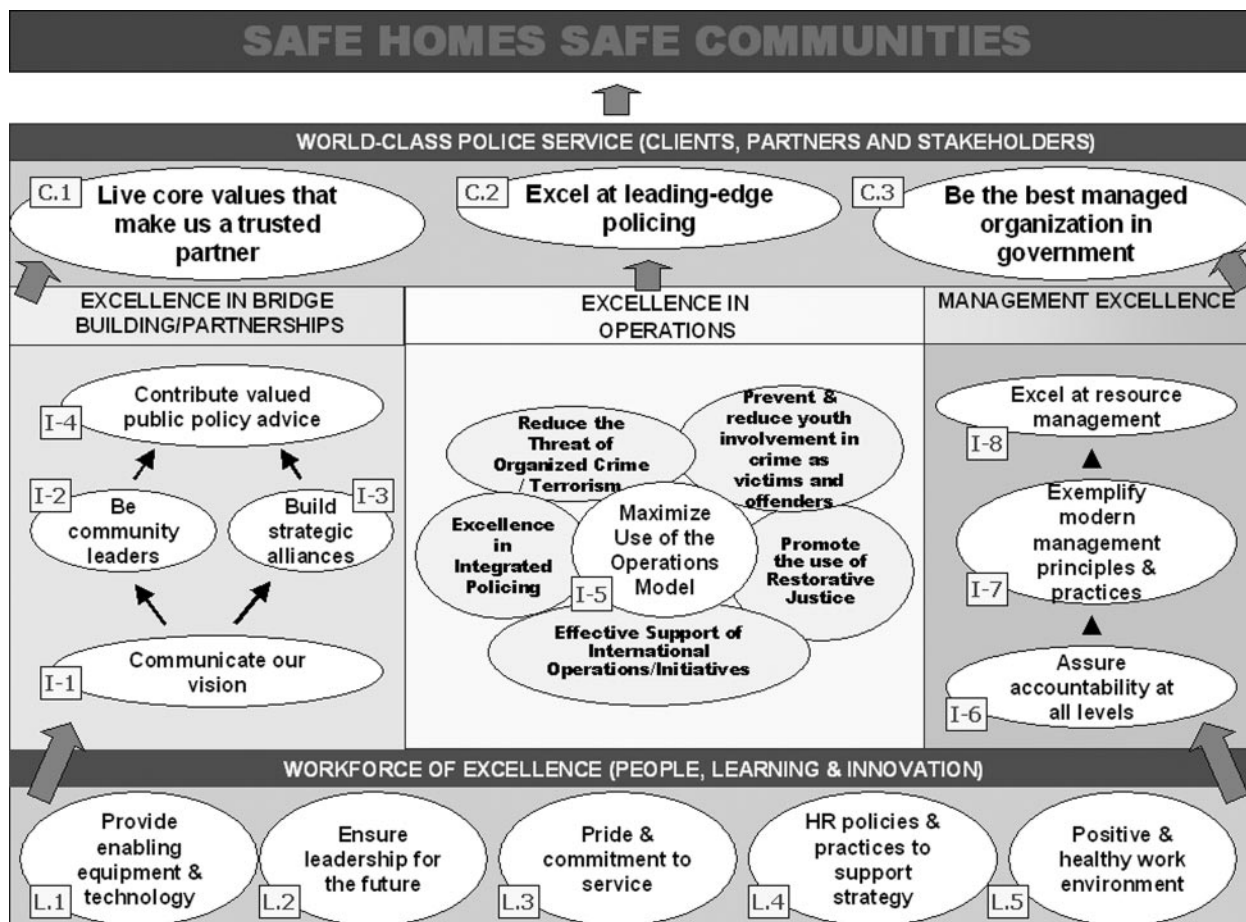 SAFE HOMES SAFE COMMUNITIES
WORLD-CLASS POLICE SERVICE (CLIENTS, PARTNERS AND STAKEHOLDERS)
C.1
Live core values that
make us a trusted
partner
C.2
Excel at leading-edge
policing
C.3
Be the best managed
organization in
government
EXCELLENCE IN BRIDGE
BUILDING/PARTNERSHIPS
I-4
Contribute valued
public policy advice
I-2
Be
community
leaders
I-3
Build
strategic
alliances
I-1
Communicate our
vision
EXCELLENCE IN
OPERATIONS
Reduce the
Threat of
Organized Crime
/ Terrorism
Prevent &
reduce youth
involvement in
crime as
victims and
offenders
Excellence
in
Integrated
Policing
I-5
Maximize
Use of the
Operations
Model
Promote
the use of
Restorative
Justice
Effective Support of
International
Operations/Initiatives
MANAGEMENT EXCELLENCE
Excel at resource
management
I-8
Exemplify
modern
management
principles &
practices
I-7
Assure
accountability at
all levels
I-6
WORKFORCE OF EXCELLENCE (PEOPLE, LEARNING & INNOVATION)
Provide
enabling
equipment &
technology
L.1
Ensure
leadership for
the future
L.2
Pride &
commitment to
service
L.3
HR policies &
practices to
support
strategy
L.4
Positive &
healthy work
environment
L.5